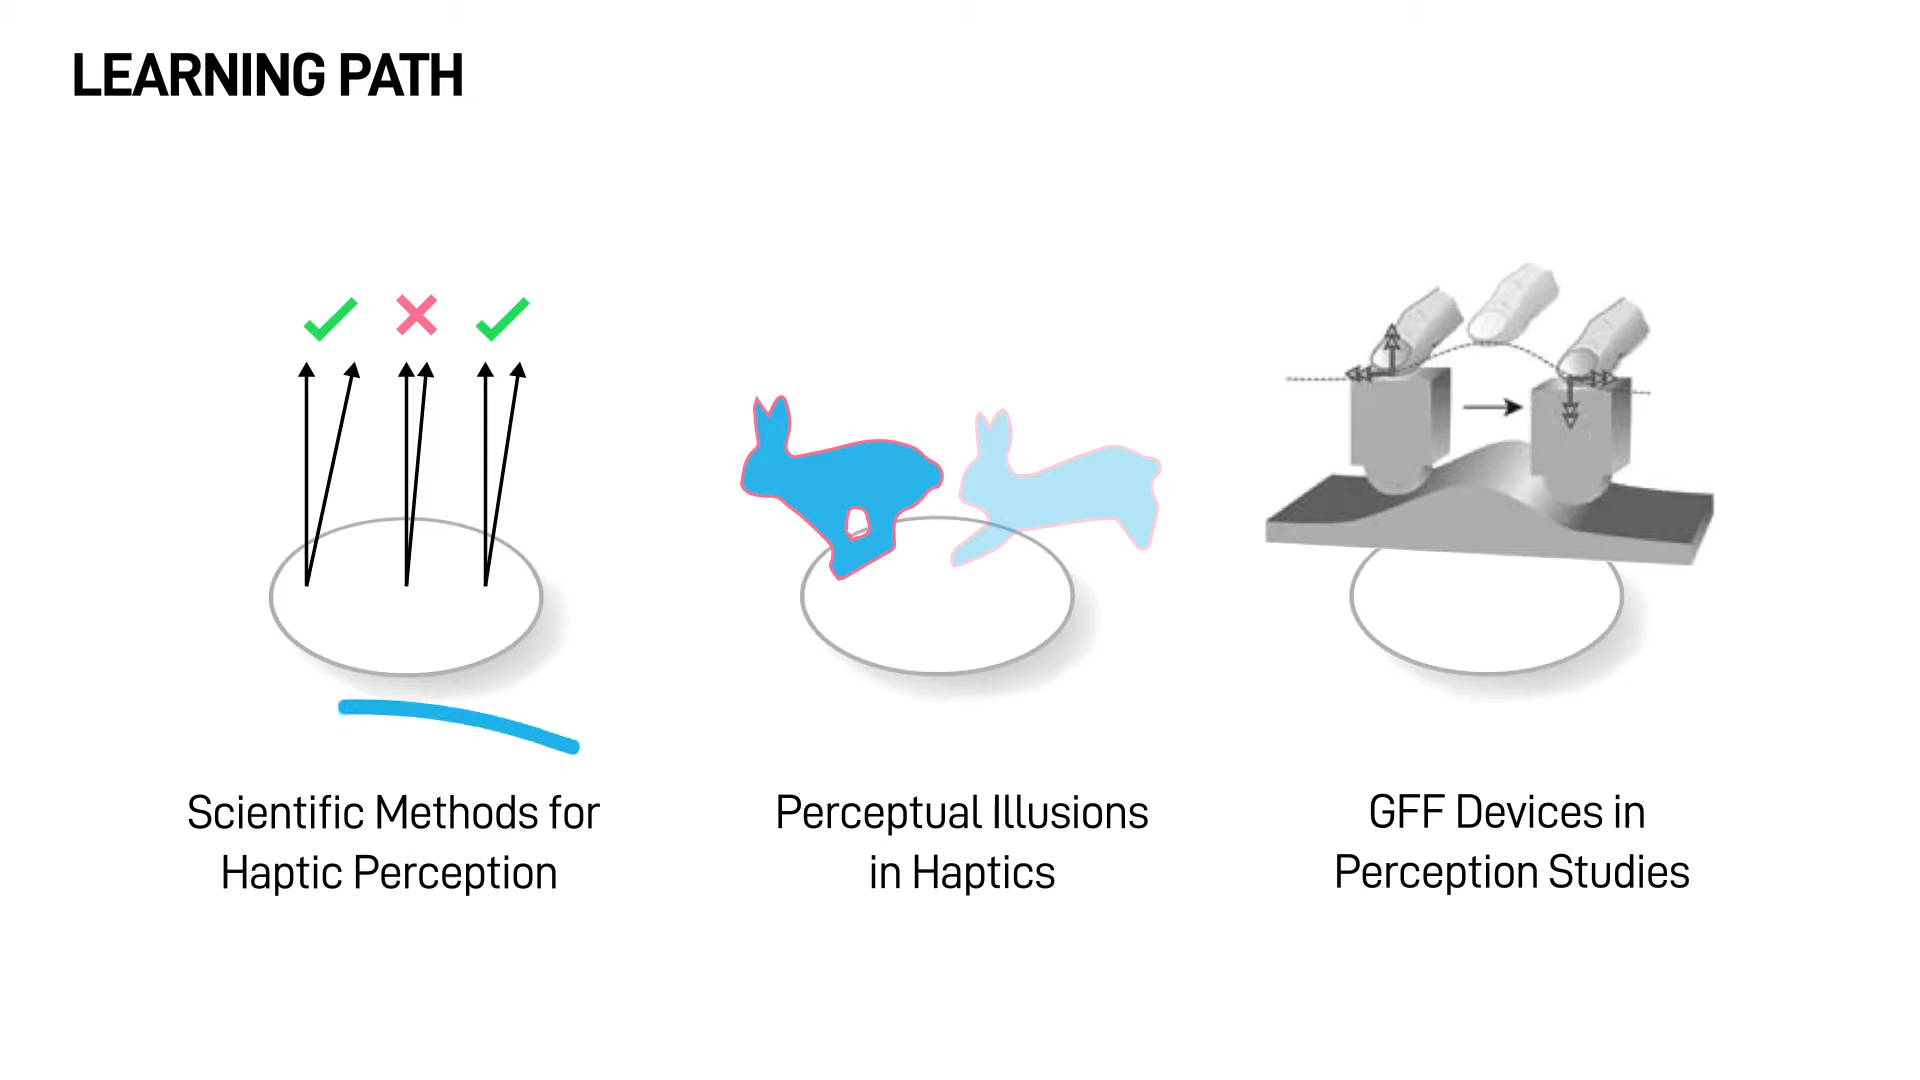 LEARNING PATH
Scientific Methods for
Haptic Perception
Perceptual Illusions
in Haptics
GFF Devices in
Perception Studies